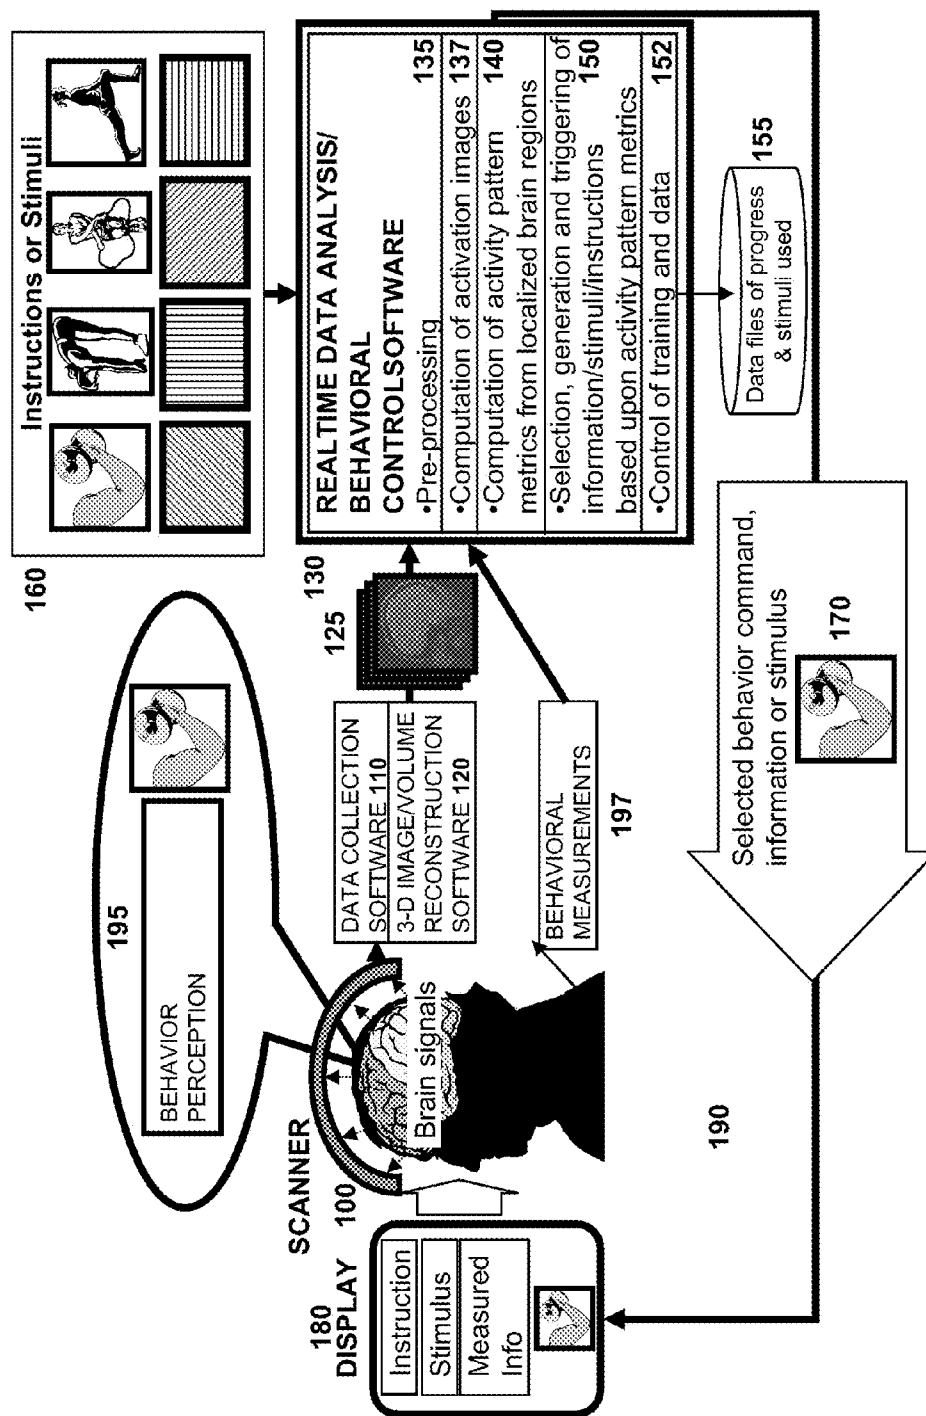 180
DISPLAY
Instruction
Stimulus
Measured
Info
SCANNER
100
Brain signals
195
BEHAVIOR
PERCEPTION
DATA COLLECTION
SOFTWARE 110
3-D IMAGE/VOLUME
RECONSTRUCTION
SOFTWARE 120
BEHAVIORAL
MEASUREMENTS
197
125
130
160
Instructions or Stimuli
REALTIME DATA ANALYSIS/
BEHAVIORAL
CONTROLSOFTWARE
•Pre-processing 135
•Computation of activation images 137
•Computation of activity pattern 140
metrics from localized brain regions
•Selection, generation and triggering of
information/stimuli/instructions 150
based upon activity pattern metrics
•Control of training and data 152
155
Data files of progress
& stimuli used
Selected behavior command,
information or stimulus
170
190